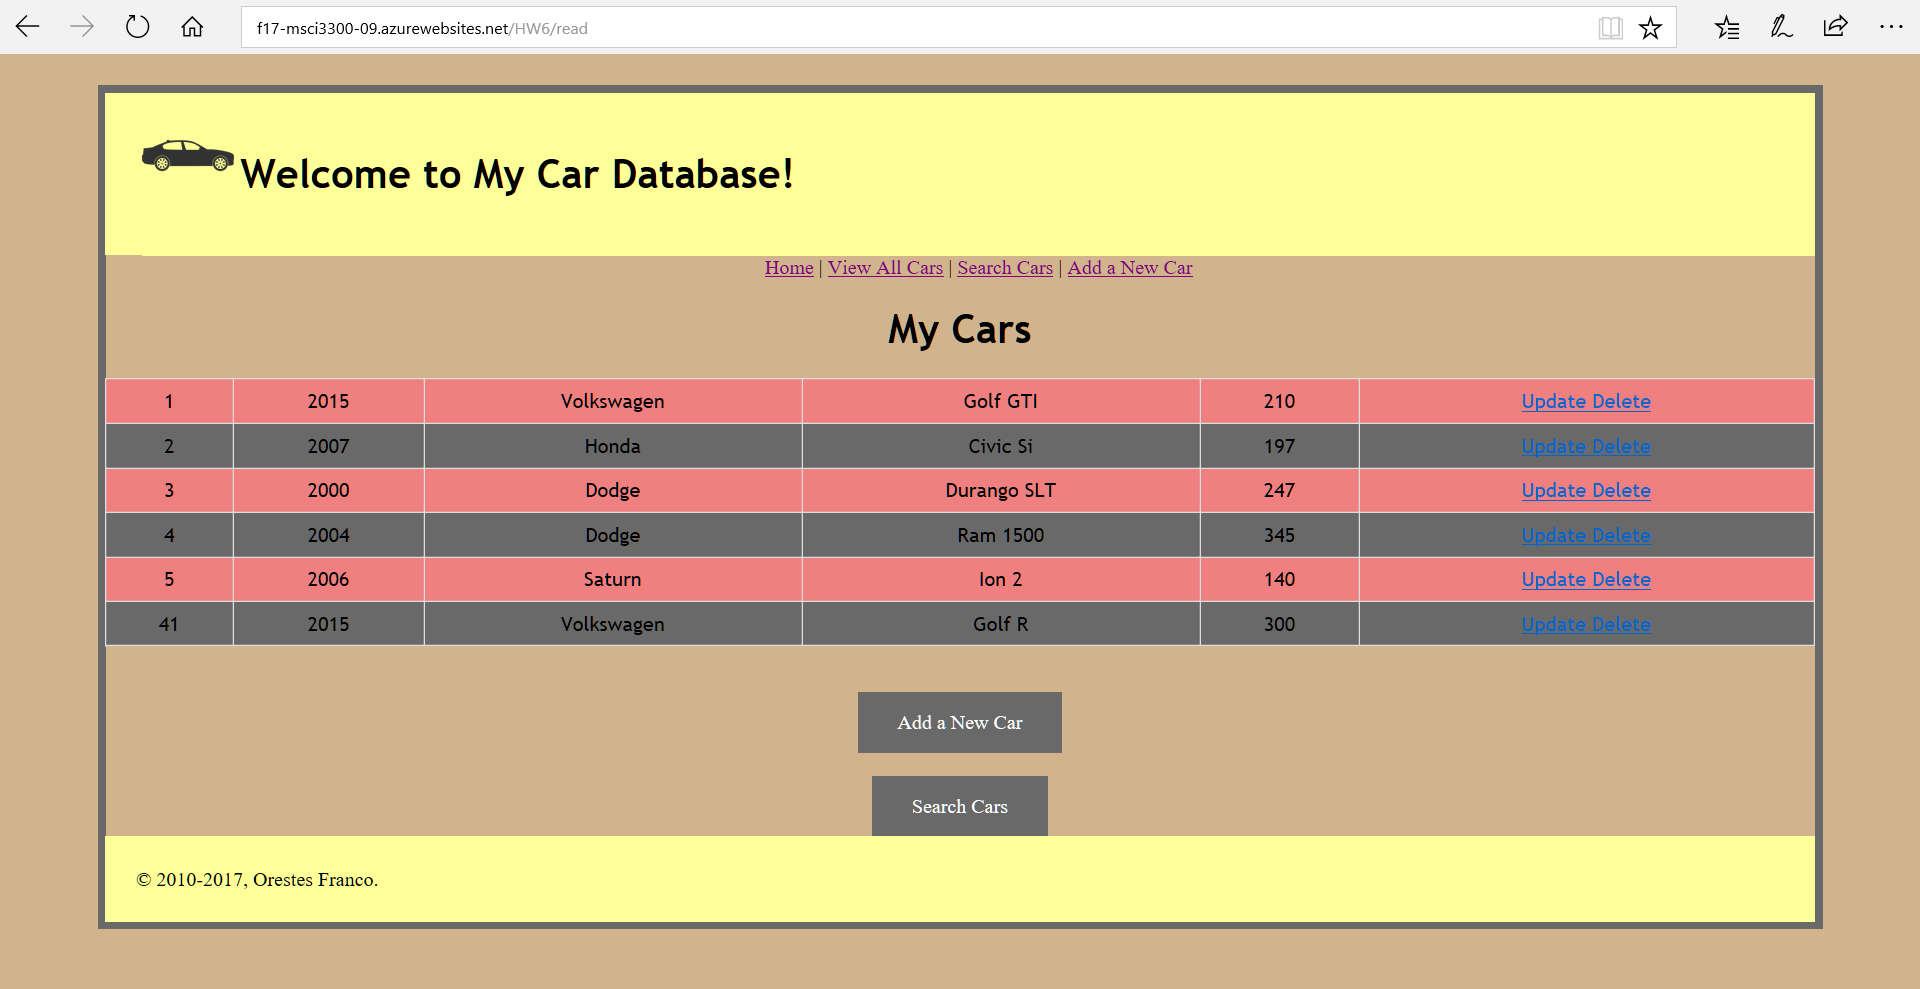 f17-msci3300-09.azurewebsites.net/HW6/read
Welcome to My Car Database!
Home | View All Cars | Search Cars | Add a New Car
My Cars
1 2015 Volkswagen Golf GTI 210 Update Delete
2 2007 Honda Civic Si 197 Update Delete
3 2000 Dodge Durango SLT 247 Update Delete
4 2004 Dodge Ram 1500 345 Update Delete
5 2006 Saturn Ion 2 140 Update Delete
41 2015 Volkswagen Golf R 300 Update Delete
Add a New Car
Search Cars
© 2010-2017, Orestes Franco.